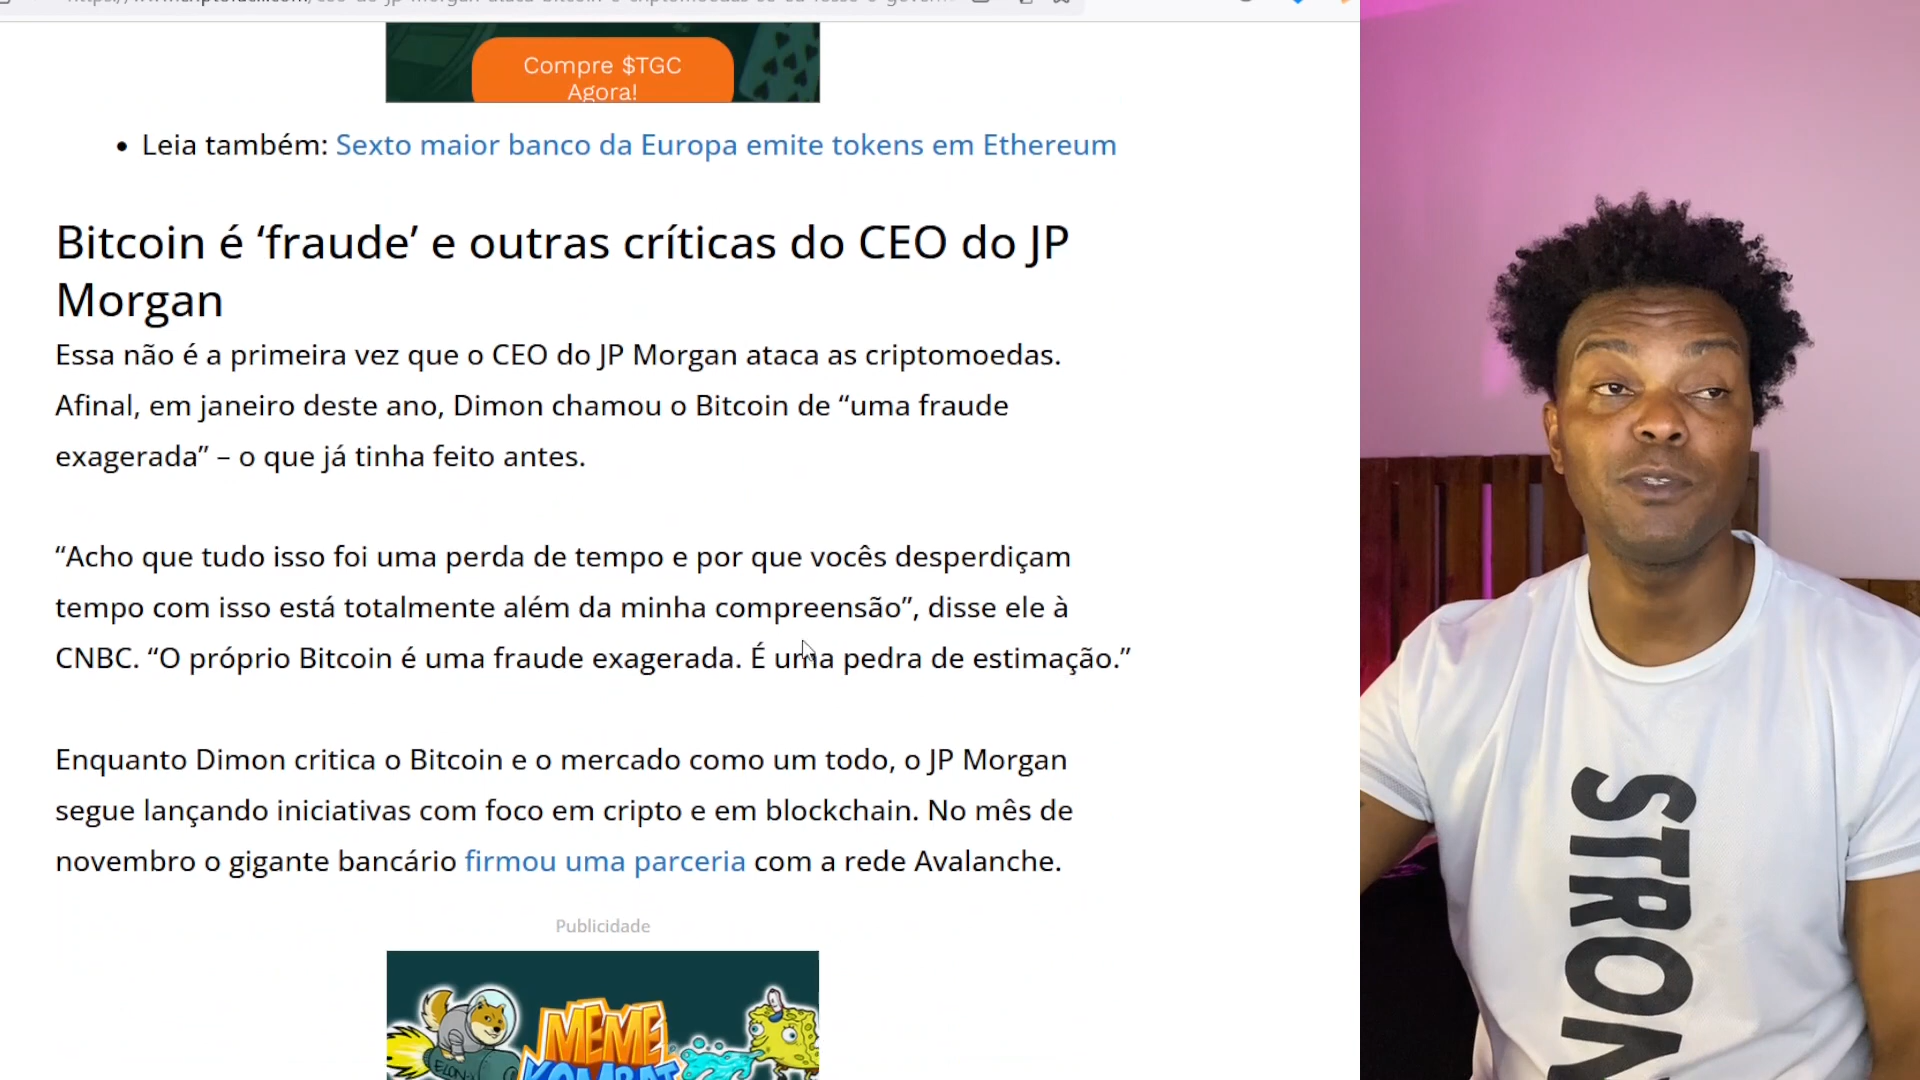 Compre $TGC
Agora!
• Leia também: Sexto maior banco da Europa emite tokens em Ethereum
Bitcoin é ‘fraude’ e outras críticas do CEO do JP
Morgan
Essa não é a primeira vez que o CEO do JP Morgan ataca as criptomoedas.
Afinal, em janeiro deste ano, Dimon chamou o Bitcoin de “uma fraude
exagerada” – o que já tinha feito antes.
“Acho que tudo isso foi uma perda de tempo e por que vocês desperdiçam
tempo com isso está totalmente além da minha compreensão”, disse ele à
CNBC. “O próprio Bitcoin é uma fraude exagerada. É uma pedra de estimação.”
Enquanto Dimon critica o Bitcoin e o mercado como um todo, o JP Morgan
segue lançando iniciativas com foco em cripto e em blockchain. No mês de
novembro o gigante bancário firmou uma parceria com a rede Avalanche.
Publicidade
MEME
KOMBAT
ELON
STRON